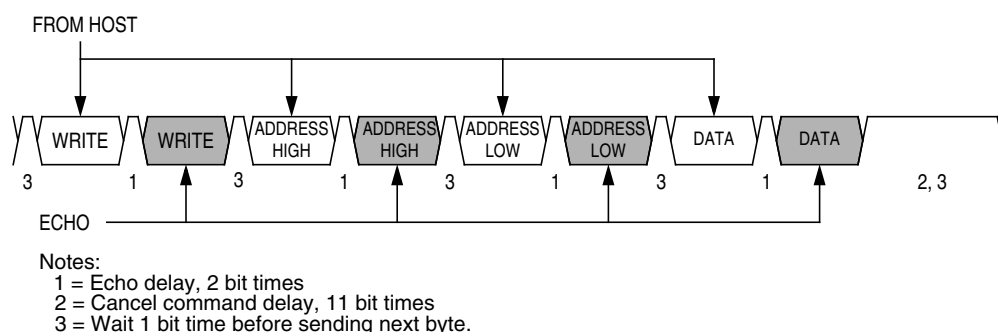 FROM HOST
WRITE WRITE ADDRESS HIGH ADDRESS HIGH ADDRESS LOW ADDRESS LOW DATA DATA
3 1 3 1 3 1 3 1 2, 3
ECHO
Notes:
1 = Echo delay, 2 bit times
2 = Cancel command delay, 11 bit times
3 = Wait 1 bit time before sending next byte.